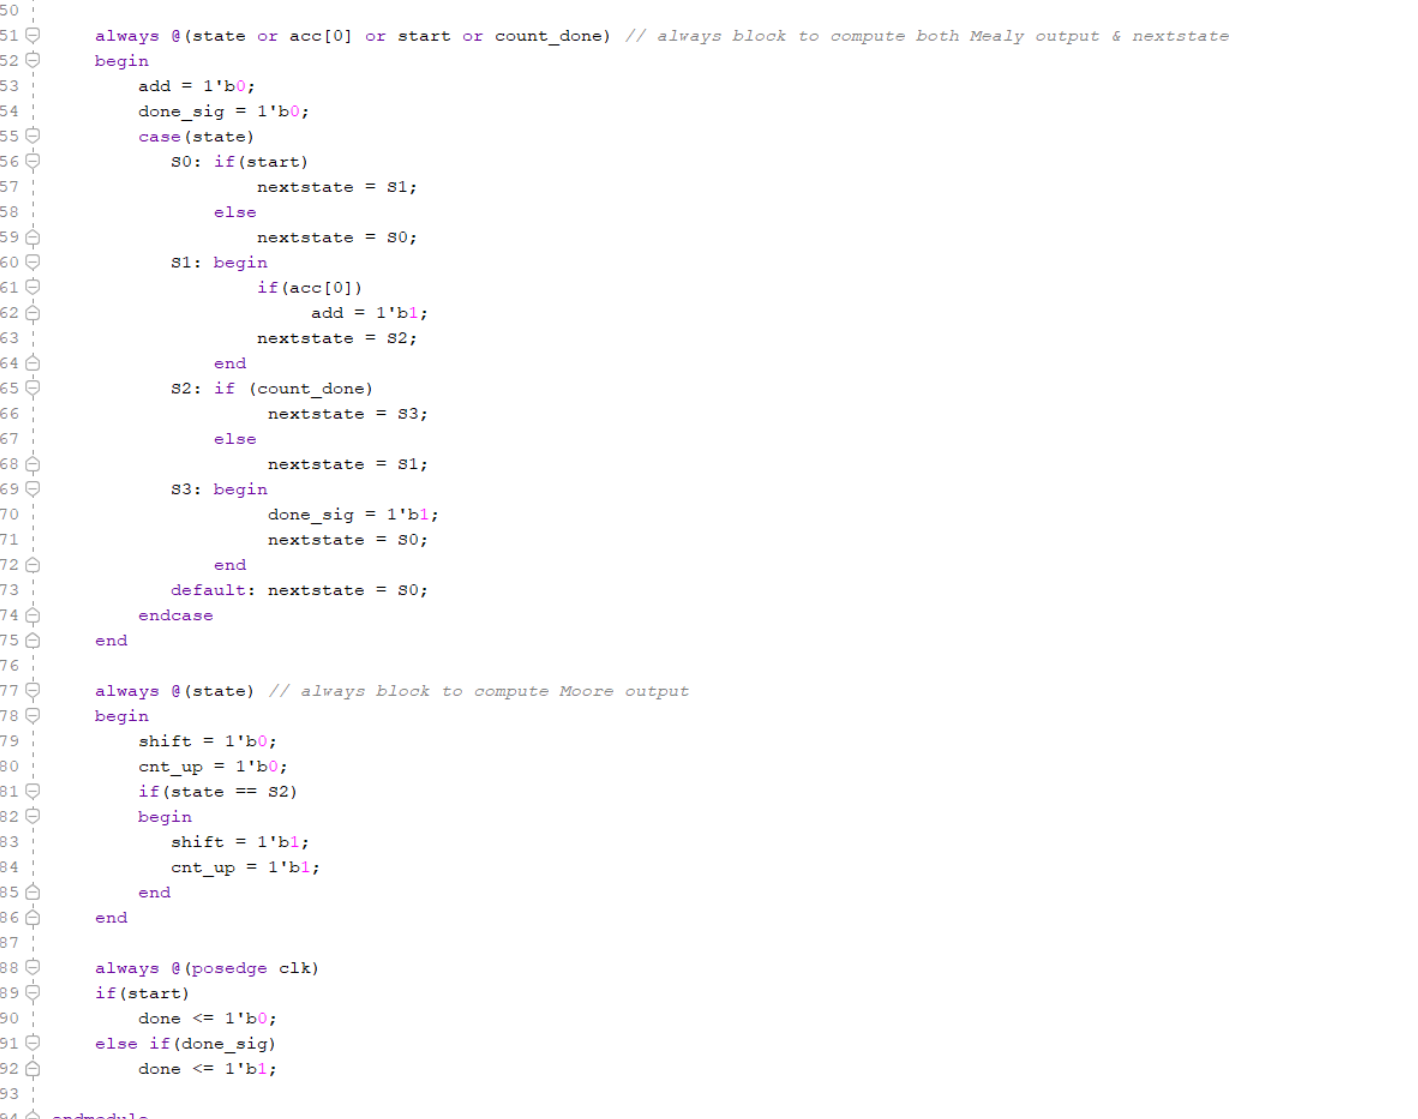 50
51 always @(state or acc[0] or start or count_done) // always block to compute both Mealy output & nextstate
52 begin
53 add = 1'b0;
54 done_sig = 1'b0;
55 case(state)
56 S0: if(start)
57 nextstate = S1;
58 else
59 nextstate = S0;
60 S1: begin
61 if(acc[0])
62 add = 1'b1;
63 nextstate = S2;
64 end
65 S2: if (count_done)
66 nextstate = S3;
67 else
68 nextstate = S1;
69 S3: begin
70 done_sig = 1'b1;
71 nextstate = S0;
72 end
73 default: nextstate = S0;
74 endcase
75 end
76
77 always @(state) // always block to compute Moore output
78 begin
79 shift = 1'b0;
80 cnt_up = 1'b0;
81 if(state == S2)
82 begin
83 shift = 1'b1;
84 cnt_up = 1'b1;
85 end
86 end
87
88 always @(posedge clk)
89 if(start)
90 done <= 1'b0;
91 else if(done_sig)
92 done <= 1'b1;
93
94 endmodule